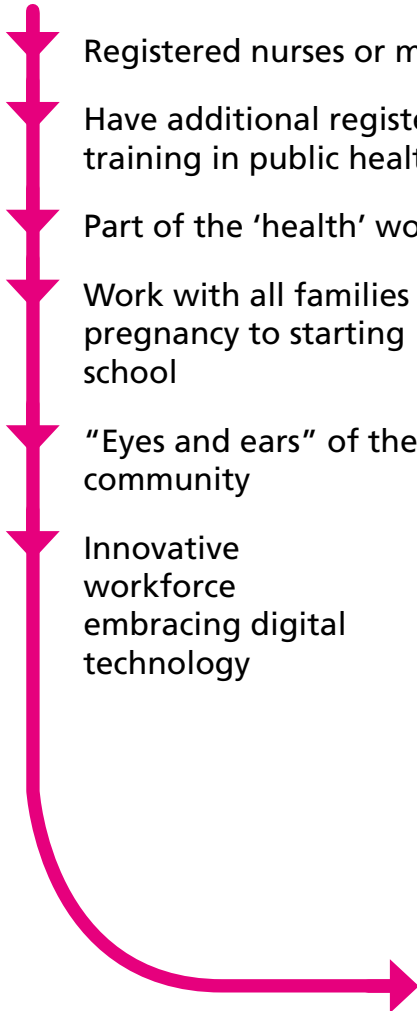 Registered nurses or
Have additional
training in public
Part of the ‘health’
Work with all families
pregnancy to starting
school
“Eyes and ears” of the
community
Innovative
workforce
embracing digital
technology